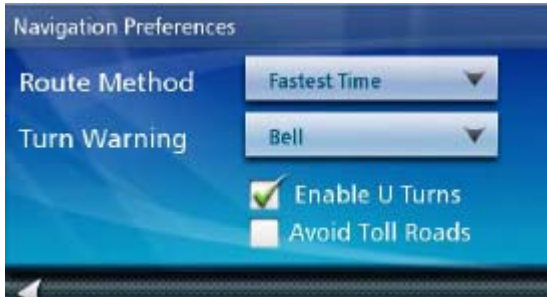 Navigation Preferences
Route Method Fastest Time
Turn Warning Bell
Enable U Turns
Avoid Toll Roads